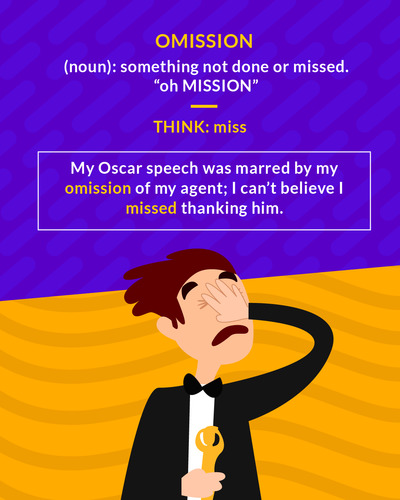 OMISSION
(noun): something not done or missed.
“oh MISSION”
THINK: miss
My Oscar speech was marred by my
omission of my agent; I can’t believe I
missed thanking him.